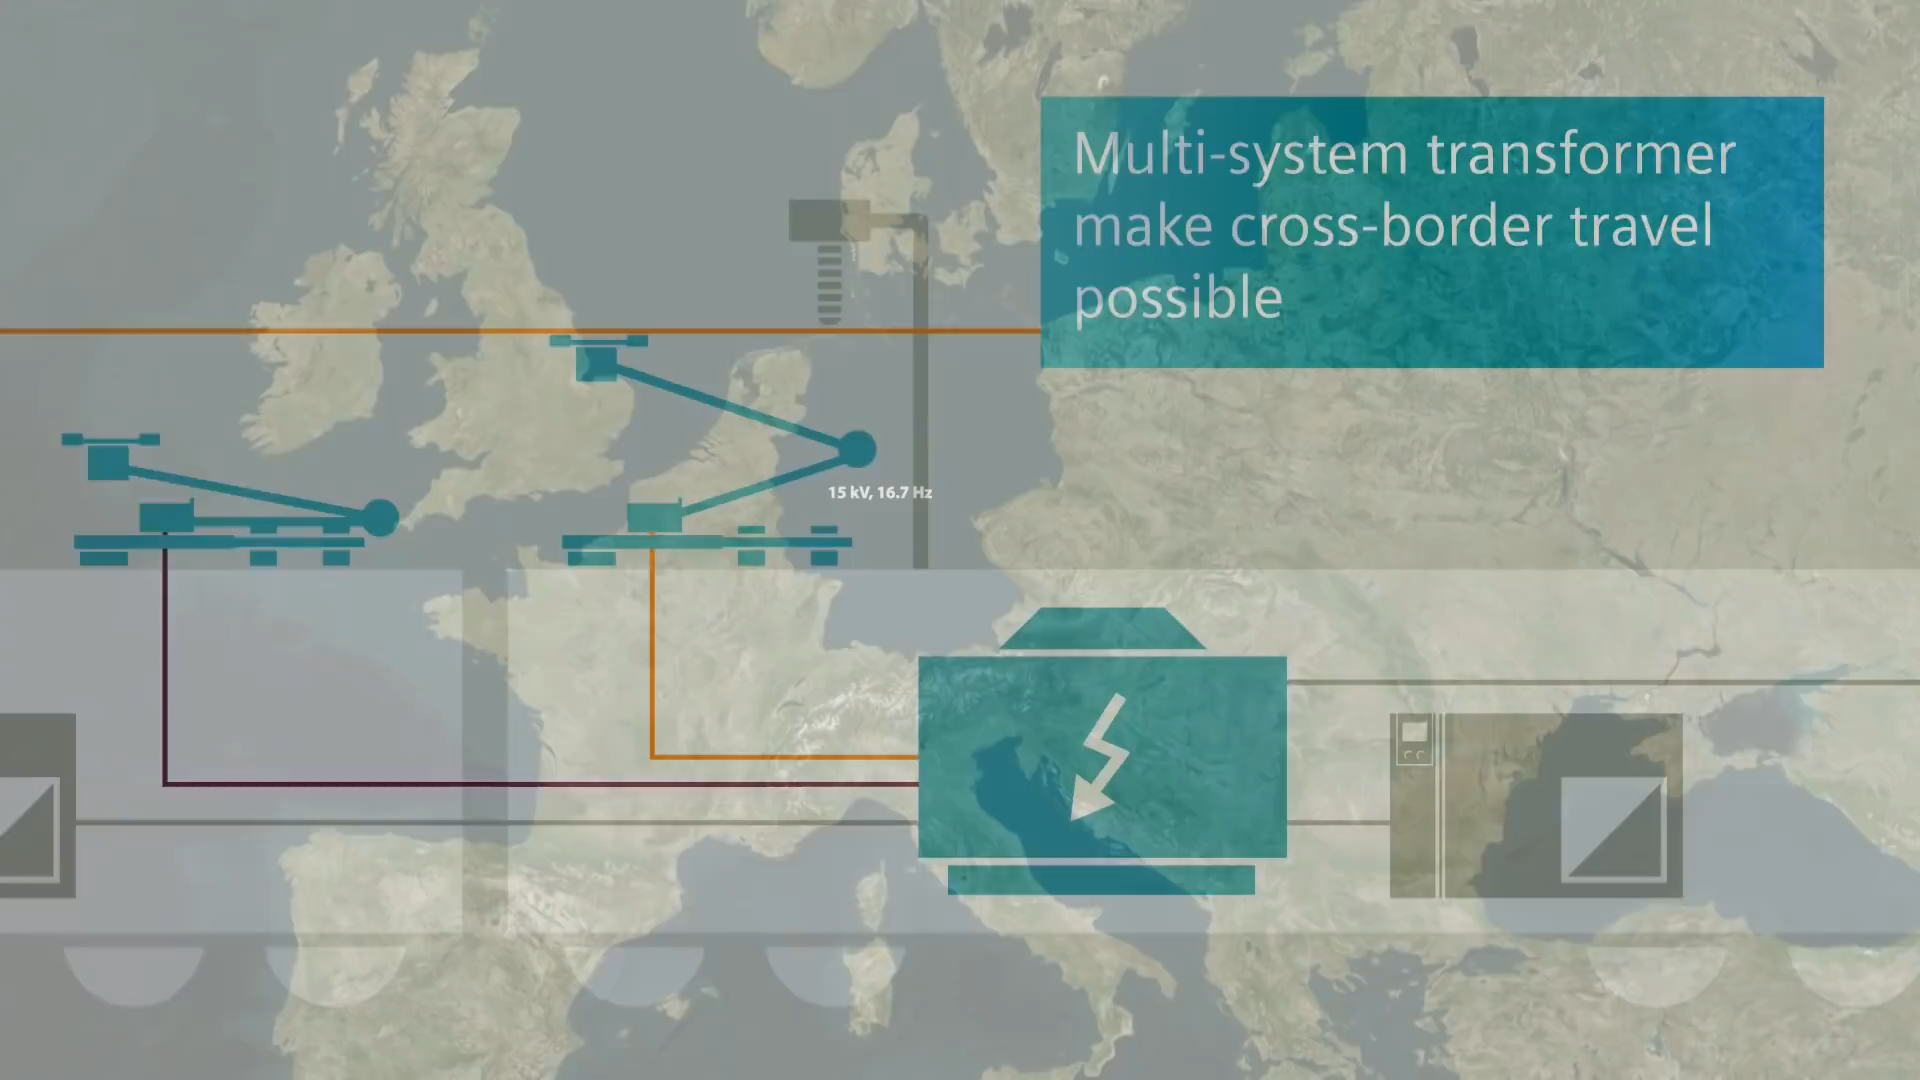 Multi-system transformer
make cross-border travel
possible
15 kV, 16.7 Hz